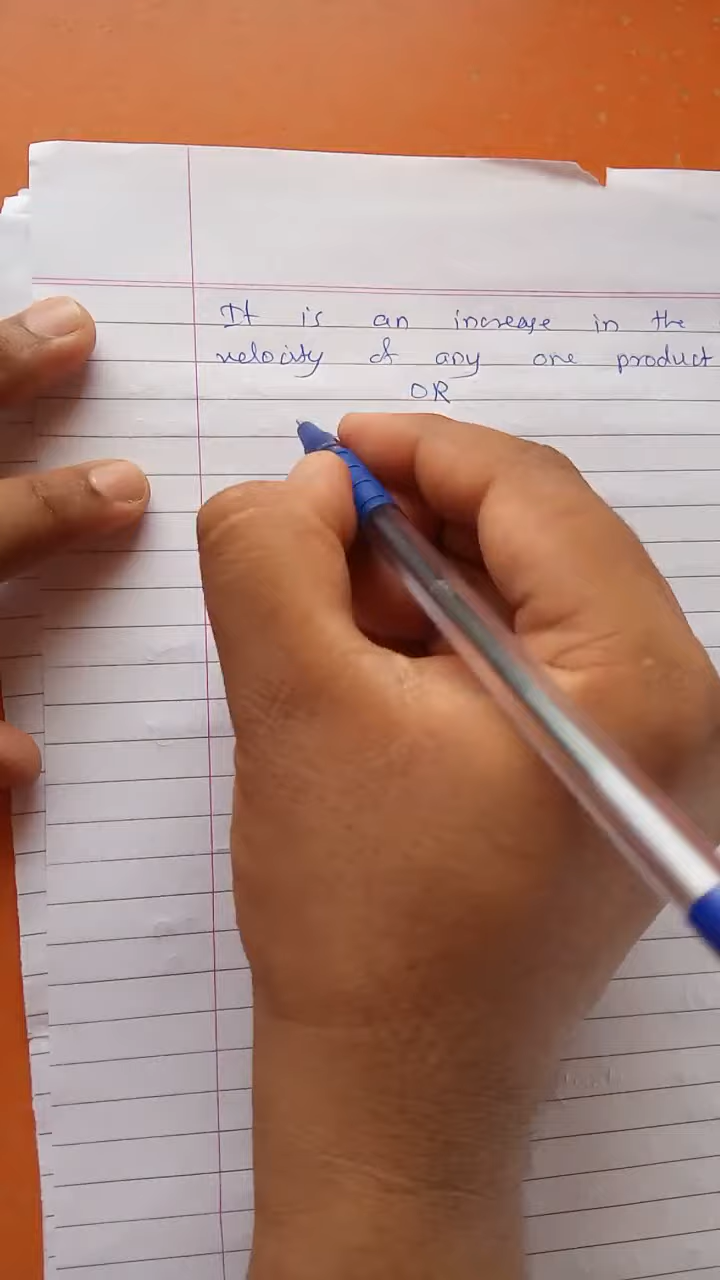 It is an increase in the
velocity of any one product
OR